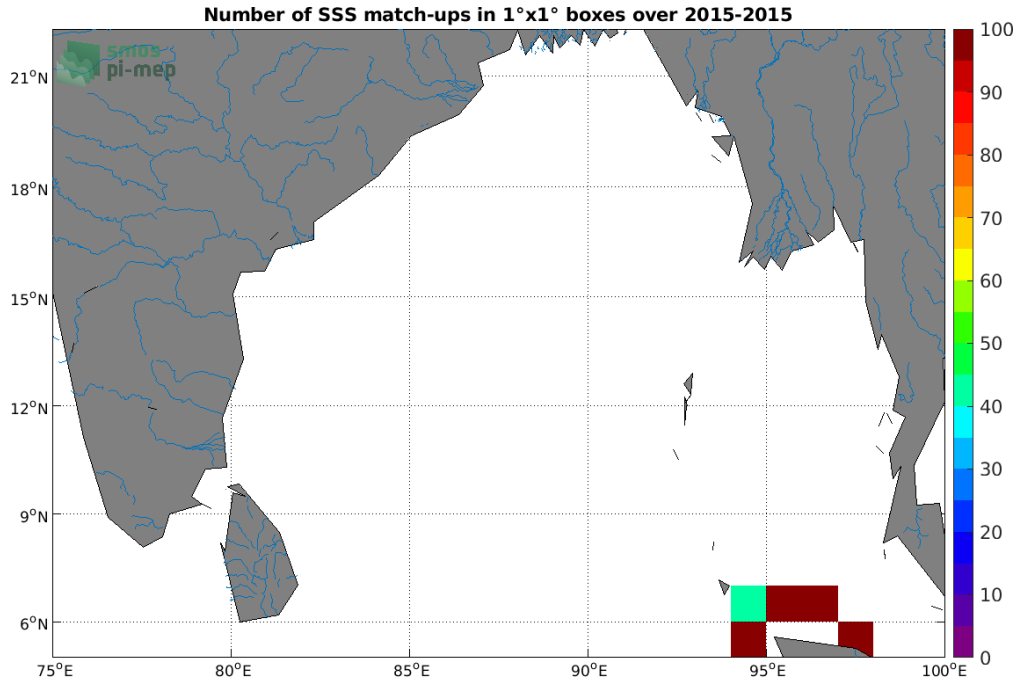 Number of SSS match-ups in 1°x1° boxes over 2015-2015
smos
pi-mep
21°N
18°N
15°N
12°N
9°N
6°N
75°E 80°E 85°E 90°E 95°E 100°E
100
90
80
70
60
50
40
30
20
10
0